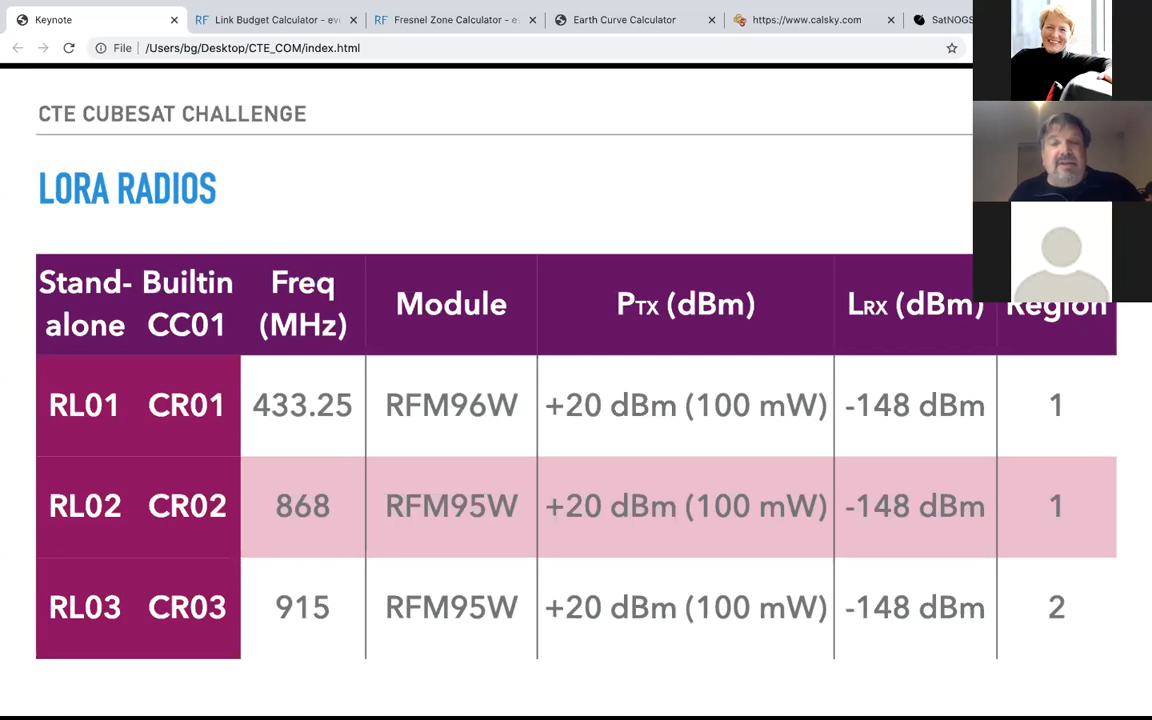 Keynote
Link Budget Calculator - eve
Fresnel Zone Calculator - e
Earth Curve Calculator
https://www.calsky.com
SatNOGS
File /Users/bg/Desktop/CTE_COM/index.html
CTE CUBESAT CHALLENGE
LORA RADIOS
Stand-alone Builtin CC01 Freq (MHz) Module PTX (dBm) LRX (dBm) Region
RL01 CR01 433.25 RFM96W +20 dBm (100 mW) -148 dBm 1
RL02 CR02 868 RFM95W +20 dBm (100 mW) -148 dBm 1
RL03 CR03 915 RFM95W +20 dBm (100 mW) -148 dBm 2